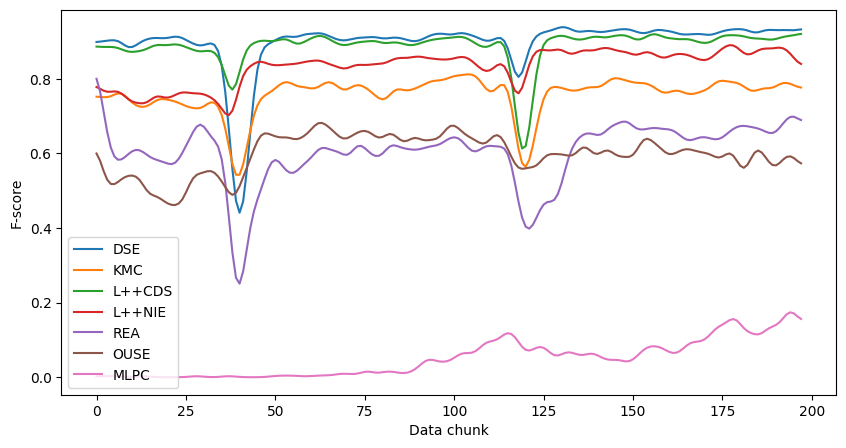 F-score
0.8
0.6
0.4
0.2
0.0
DSE
KMC
L++CDS
L++NIE
REA
OUSE
MLPC
0 25 50 75 100 125 150 175 200
Data chunk